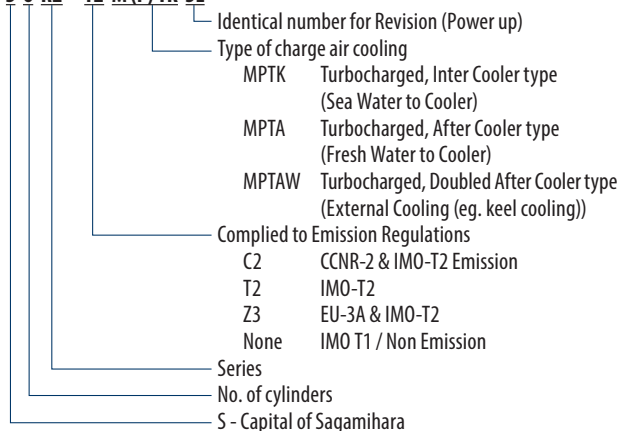 Identical number for Revision (Power up)
Type of charge air cooling
MPTK Turbocharged, Inter Cooler type
(Sea Water to Cooler)
MPTA Turbocharged, After Cooler type
(Fresh Water to Cooler)
MPTAW Turbocharged, Doubled After Cooler type
(External Cooling (eg. keel cooling))
Complied to Emission Regulations
C2 CCNR-2 & IMO-T2 Emission
T2 IMO-T2
Z3 EU-3A & IMO-T2
None IMO T1 / Non Emission
Series
No. of cylinders
S - Capital of Sagamihara